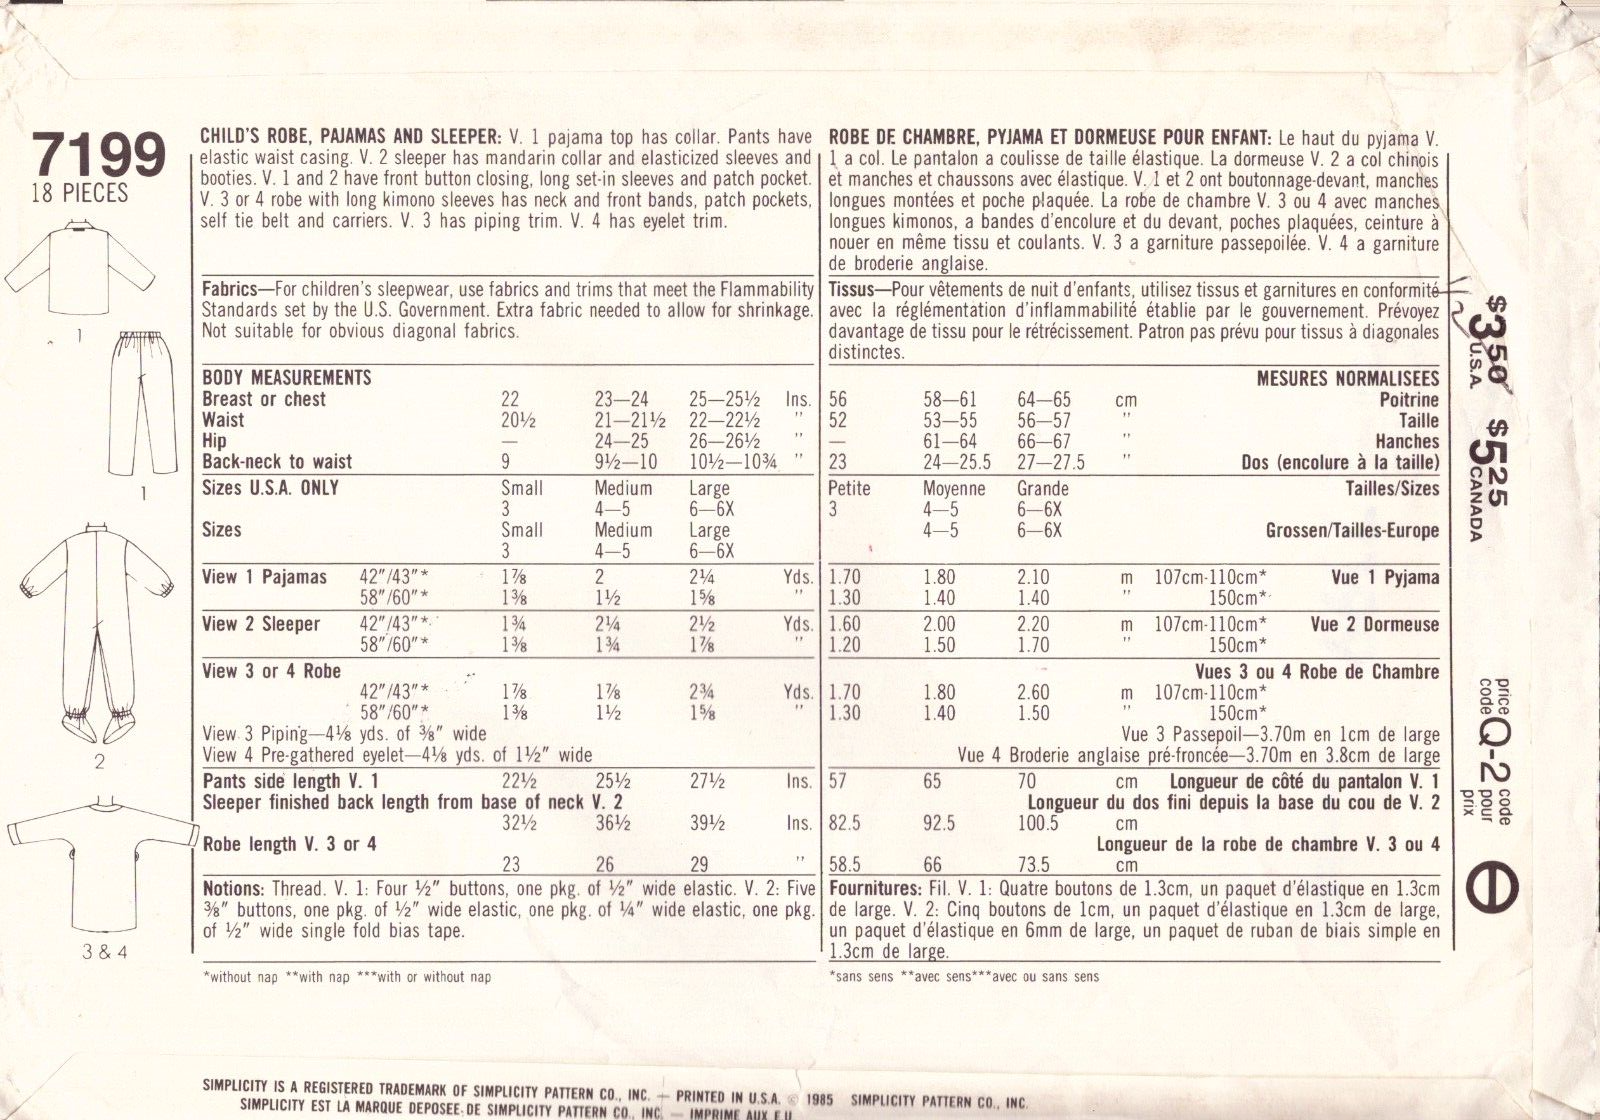 7199
18 PIECES
1
1
2
3 & 4
CHILD'S ROBE, PAJAMAS AND SLEEPER: V. 1 pajama top has collar. Pants have
elastic waist casing. V. 2 sleeper has mandarin collar and elasticized sleeves and
booties. V. 1 and 2 have front button closing, long set-in sleeves and patch pocket.
V. 3 or 4 robe with long kimono sleeves has neck and front bands, patch pockets,
self tie belt and carriers. V. 3 has piping trim. V. 4 has eyelet trim.
Fabrics—For children's sleepwear, use fabrics and trims that meet the Flammability
Standards set by the U.S. Government. Extra fabric needed to allow for shrinkage.
Not suitable for obvious diagonal fabrics.
BODY MEASUREMENTS
Breast or chest 22 23—24 25—25½ Ins.
Waist 20½ 21—21½ 22—22½ "
Hip — 24—25 26—26½ "
Back-neck to waist 9 9½—10 10½—10¾ "
Sizes U.S.A. ONLY Small Medium Large
3 4—5 6—6X
Sizes Small Medium Large
3 4—5 6—6X
View 1 Pajamas 42"/43"* 1⅞ 2 2¼ Yds.
58"/60"* 1⅜ 1½ 1⅝ "
View 2 Sleeper 42"/43"* 1¾ 2¼ 2½ Yds.
58"/60"* 1⅜ 1¾ 1⅞ "
View 3 or 4 Robe
42"/43"* 1⅞ 1⅞ 2¾ Yds.
58"/60"* 1⅜ 1½ 1⅝ "
View 3 Piping—4⅛ yds. of ⅜" wide
View 4 Pre-gathered eyelet—4⅛ yds. of 1½" wide
Pants side length V. 1 22½ 25½ 27½ Ins.
Sleeper finished back length from base of neck V. 2
32½ 36½ 39½ Ins.
Robe length V. 3 or 4
23 26 29 "
Notions: Thread. V. 1: Four ½" buttons, one pkg. of ½" wide elastic. V. 2: Five
⅜" buttons, one pkg. of ½" wide elastic, one pkg. of ¼" wide elastic, one pkg.
of ½" wide single fold bias tape.
*without nap **with nap ***with or without nap
ROBE DE CHAMBRE, PYJAMA ET DORMEUSE POUR ENFANT: Le haut du pyjama V.
1 a col. Le pantalon a coulisse de taille élastique. La dormeuse V. 2 a col chinois
et manches et chaussons avec élastique. V. 1 et 2 ont boutonnage-devant, manches
longues montées et poche plaquée. La robe de chambre V. 3 ou 4 avec manches
longues kimonos, a bandes d'encolure et du devant, poches plaquées, ceinture à
nouer en même tissu et coulants. V. 3 a garniture passepoilée. V. 4 a garniture
de broderie anglaise.
Tissus—Pour vêtements de nuit d'enfants, utilisez tissus et garnitures en conformité
avec la réglémentation d'inflammabilité établie par le gouvernement. Prévoyez
davantage de tissu pour le rétrécissement. Patron pas prévu pour tissus à diagonales
distinctes.
MESURES NORMALISEES
56 58—61 64—65 cm Poitrine
52 53—55 56—57 " Taille
— 61—64 66—67 " Hanches
23 24—25.5 27—27.5 " Dos (encolure à la taille)
Petite Moyenne Grande Tailles/Sizes
3 4—5 6—6X
4—5 6—6X Grossen/Tailles-Europe
1.70 1.80 2.10 m 107cm-110cm* Vue 1 Pyjama
1.30 1.40 1.40 " 150cm*
1.60 2.00 2.20 m 107cm-110cm* Vue 2 Dormeuse
1.20 1.50 1.70 " 150cm*
Vues 3 ou 4 Robe de Chambre
1.70 1.80 2.60 m 107cm-110cm*
1.30 1.40 1.50 " 150cm*
Vue 3 Passepoil—3.70m en 1cm de large
Vue 4 Broderie anglaise pré-froncée—3.70m en 3.8cm de large
57 65 70 cm Longueur de côté du pantalon V. 1
Longueur du dos fini depuis la base du cou de V. 2
82.5 92.5 100.5 cm
Longueur de la robe de chambre V. 3 ou 4
58.5 66 73.5 cm
Fournitures: Fil. V. 1: Quatre boutons de 1.3cm, un paquet d'élastique en 1.3cm
de large. V. 2: Cinq boutons de 1cm, un paquet d'élastique en 1.3cm de large,
un paquet d'élastique en 6mm de large, un paquet de ruban de biais simple en
1.3cm de large.
*sans sens **avec sens***avec ou sans sens
$3.50 U.S.A. $5.25 CANADA
price code Q-2 code pour prix
SIMPLICITY IS A REGISTERED TRADEMARK OF SIMPLICITY PATTERN CO., INC. — PRINTED IN U.S.A. © 1985 SIMPLICITY PATTERN CO., INC.
SIMPLICITY EST LA MARQUE DEPOSEE DE SIMPLICITY PATTERN CO., INC. — IMPRIME AUX E.U.